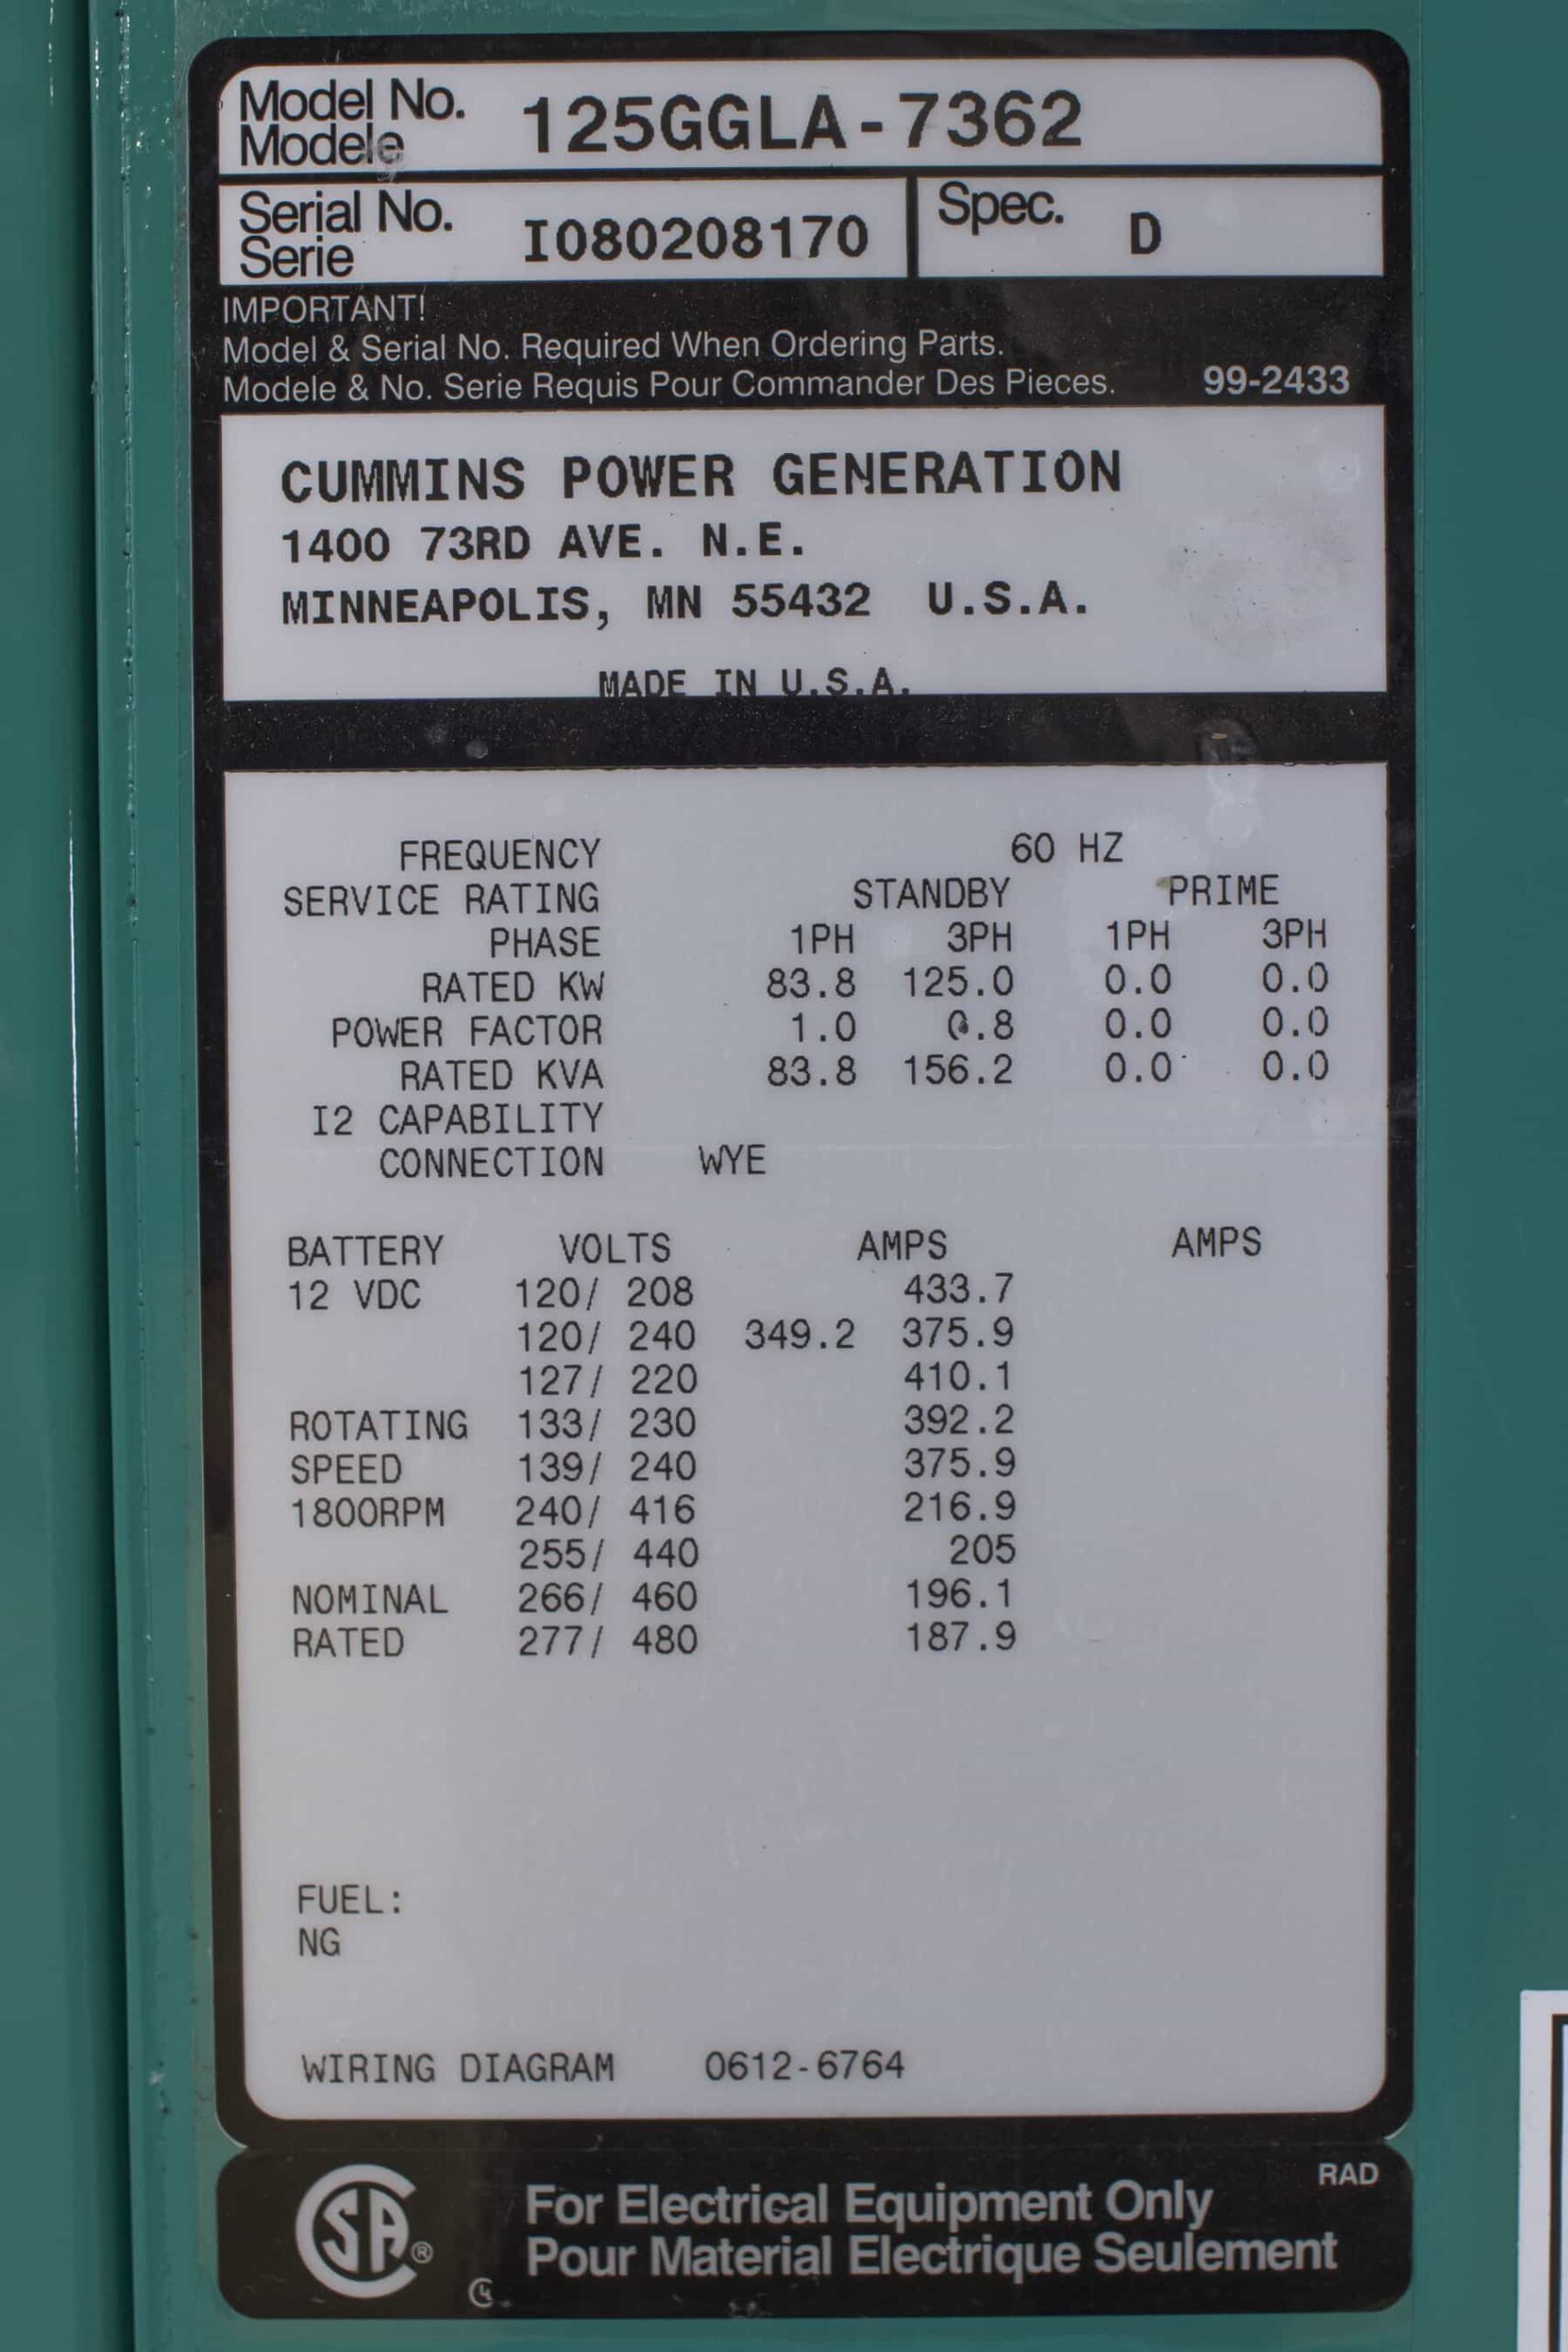 Model No. 125GGLA-7362
Modele
Serial No. I080208170 Spec. D
Serie
IMPORTANT!
Model & Serial No. Required When Ordering Parts.
Modele & No. Serie Requis Pour Commander Des Pieces. 99-2433
CUMMINS POWER GENERATION
1400 73RD AVE. N.E.
MINNEAPOLIS, MN 55432 U.S.A.
MADE IN U.S.A.
FREQUENCY 60 HZ
SERVICE RATING STANDBY PRIME
PHASE 1PH 3PH 1PH 3PH
RATED KW 83.8 125.0 0.0 0.0
POWER FACTOR 1.0 0.8 0.0 0.0
RATED KVA 83.8 156.2 0.0 0.0
I2 CAPABILITY
CONNECTION WYE
BATTERY VOLTS AMPS AMPS
12 VDC 120/ 208 433.7
120/ 240 349.2 375.9
127/ 220 410.1
ROTATING 133/ 230 392.2
SPEED 139/ 240 375.9
1800RPM 240/ 416 216.9
255/ 440 205
NOMINAL 266/ 460 196.1
RATED 277/ 480 187.9
FUEL:
NG
WIRING DIAGRAM 0612-6764
RAD
SA®
For Electrical Equipment Only
Pour Material Electrique Seulement